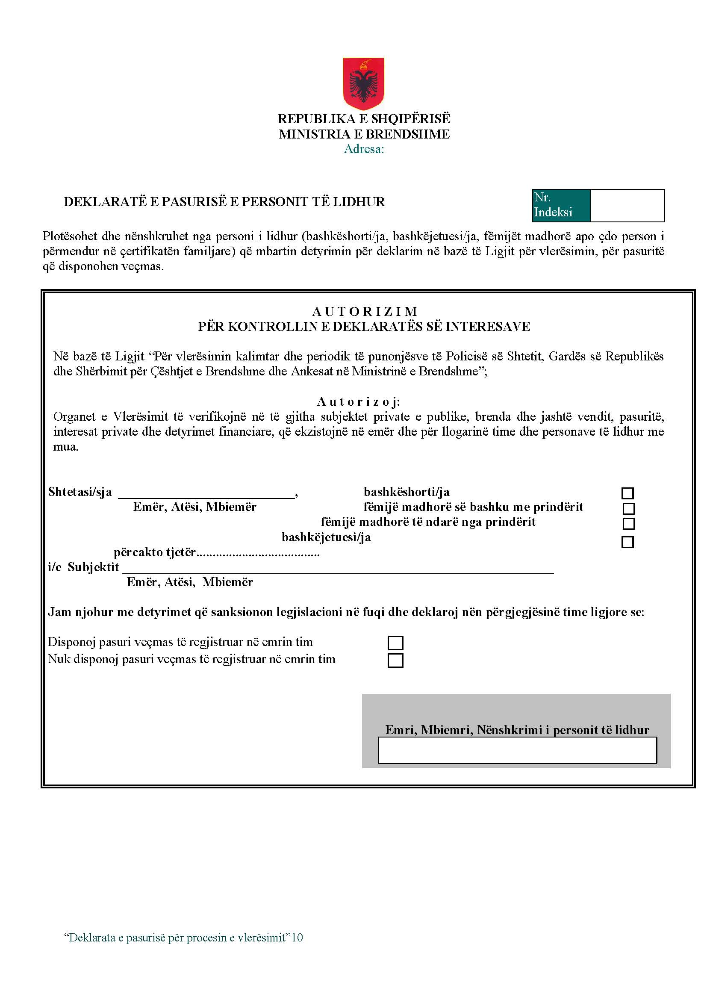 REPUBLIKA E SHQIPËRISË
MINISTRIA E BRENDSHME
Adresa:
DEKLARATË E PASURISË E PERSONIT TË LIDHUR
Nr.
Indeksi
Plotësohet dhe nënshkruhet nga personi i lidhur (bashkëshorti/ja, bashkëjetuesi/ja, fëmijët madhorë apo çdo person i
përmendur në çertifikatën familjare) që mbartin detyrimin për deklarim në bazë të Ligjit për vlerësimin, për pasuritë
që disponohen veçmas.
A U T O R I Z I M
PËR KONTROLLIN E DEKLARATËS SË INTERESAVE
Në bazë të Ligjit “Për vlerësimin kalimtar dhe periodik të punonjësve të Policisë së Shtetit, Gardës së Republikës
dhe Shërbimit për Çështjet e Brendshme dhe Ankesat në Ministrinë e Brendshme”;
A u t o r i z o j:
Organet e Vlerësimit të verifikojnë në të gjitha subjektet private e publike, brenda dhe jashtë vendit, pasuritë,
interesat private dhe detyrimet financiare, që ekzistojnë në emër dhe për llogarinë time dhe personave të lidhur me
mua.
Shtetasi/sja ____________________________, bashkëshorti/ja
Emër, Atësi, Mbiemër fëmijë madhorë së bashku me prindërit
fëmijë madhorë të ndarë nga prindërit
bashkëjetuesi/ja
përcakto tjetër......................................
i/e Subjektit ____________________________________________________________________
Emër, Atësi, Mbiemër
Jam njohur me detyrimet që sanksionon legjislacioni në fuqi dhe deklaroj nën përgjegjësinë time ligjore se:
Disponoj pasuri veçmas të regjistruar në emrin tim
Nuk disponoj pasuri veçmas të regjistruar në emrin tim
Emri, Mbiemri, Nënshkrimi i personit të lidhur
“Deklarata e pasurisë për procesin e vlerësimit”10